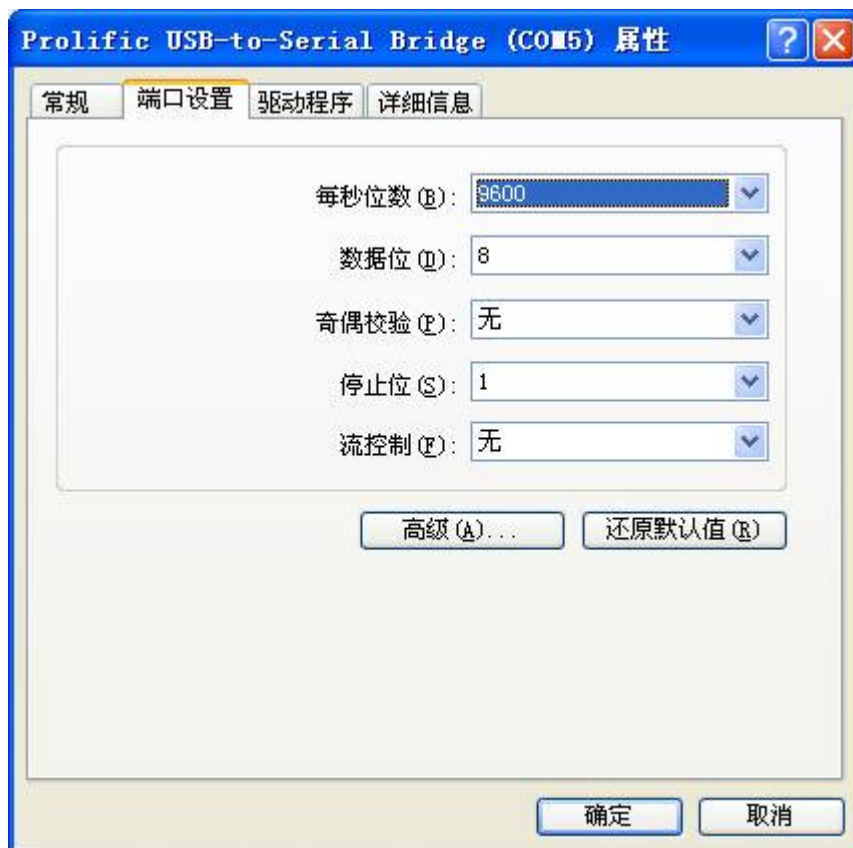 Prolific USB-to-Serial Bridge (COM5) 属性
常规 端口设置 驱动程序 详细信息
每秒位数(B): 9600
数据位(D): 8
奇偶校验(P): 无
停止位(S): 1
流控制(F): 无
高级(A)... 还原默认值(R)
确定 取消